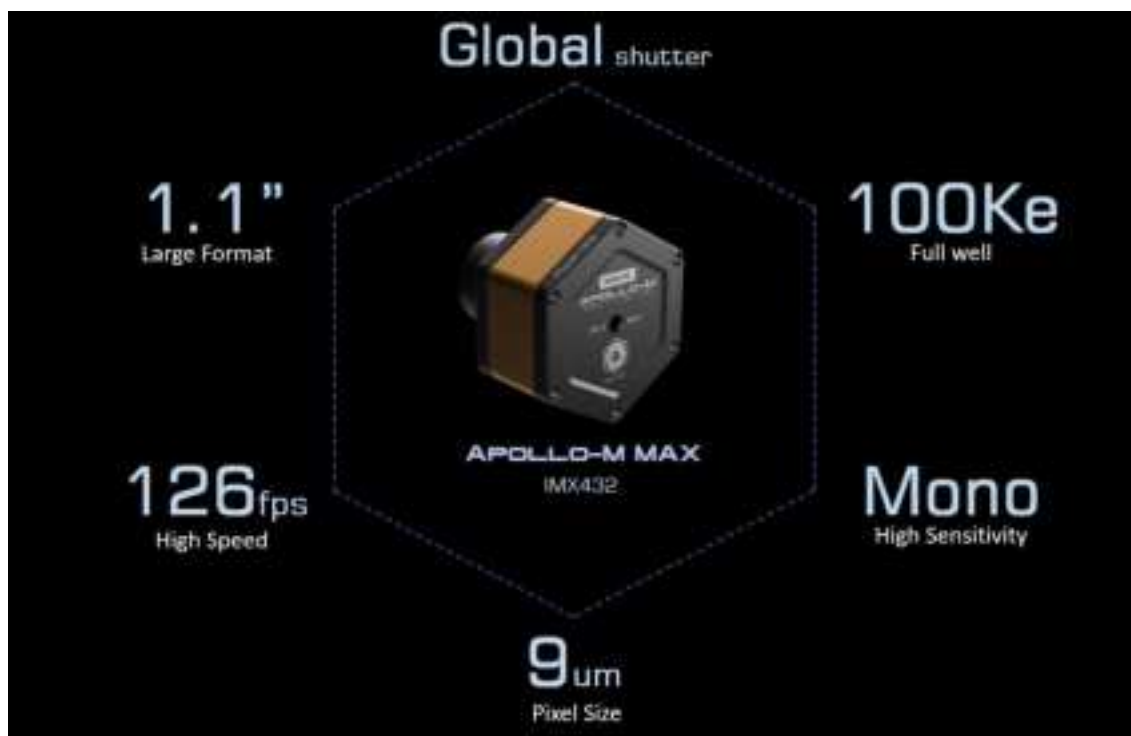 Global shutter
1.1”
Large Format
100Ke
Full well
APOLLO-M
APOLLO-M MAX
IMX432
126fps
High Speed
Mono
High Sensitivity
9um
Pixel Size